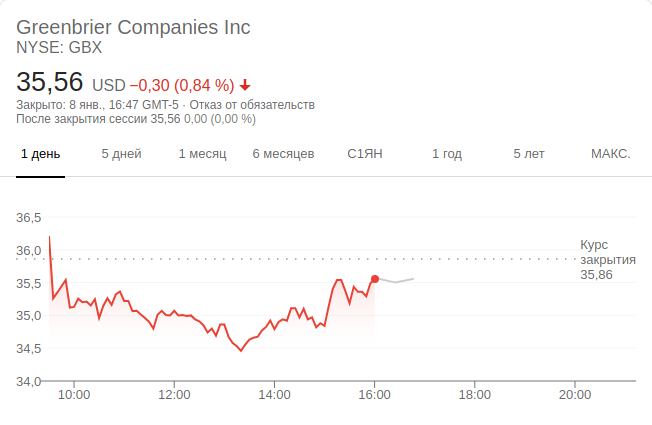 Greenbrier Companies Inc
NYSE: GBX
35,56 USD −0,30 (0,84 %)
Закрыто: 8 янв., 16:47 GMT-5 · Отказ от обязательств
После закрытия сессии 35,56 0,00 (0,00 %)
1 день 5 дней 1 месяц 6 месяцев С1ЯН 1 год 5 лет МАКС.
36,5
36,0
35,5
35,0
34,5
34,0
Курс
закрытия
35,86
10:00 12:00 14:00 16:00 18:00 20:00